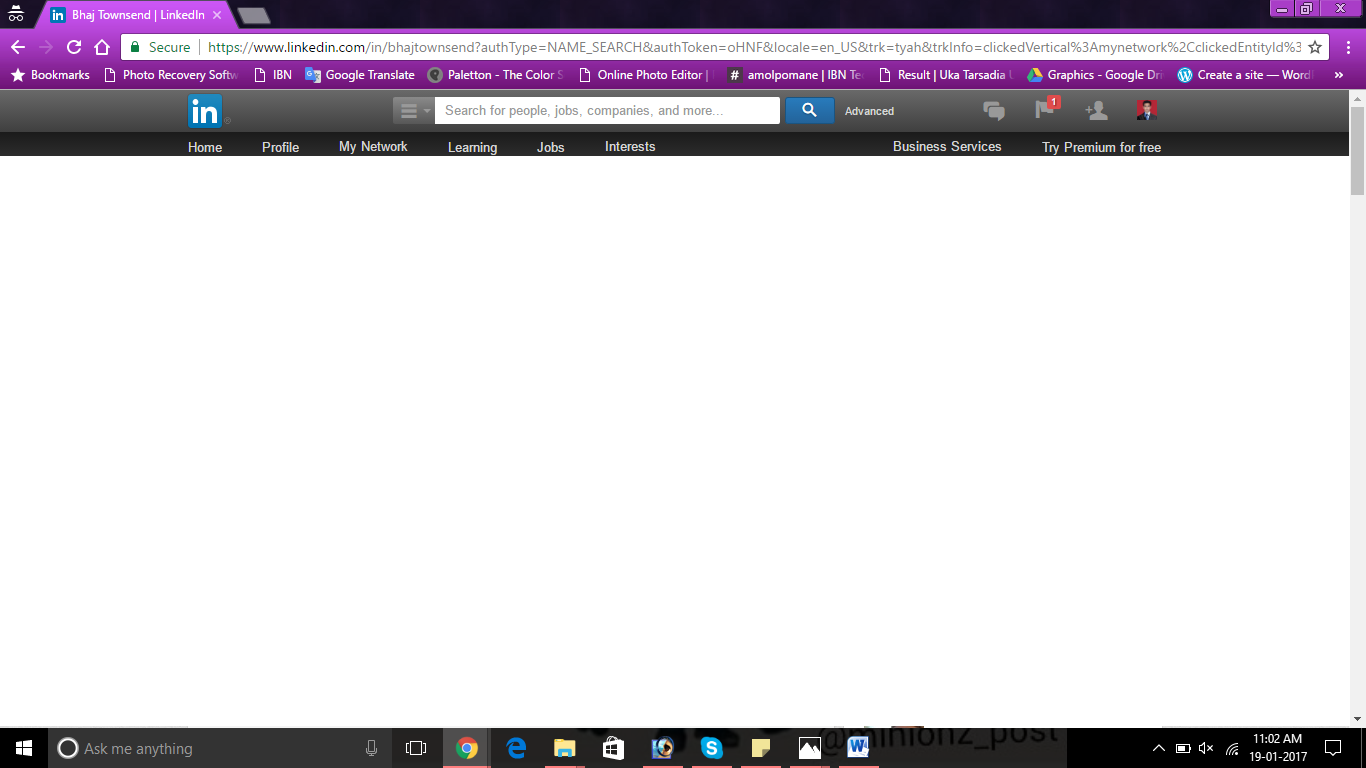 Bhaj Townsend | LinkedIn
Secure https://www.linkedin.com/in/bhajtownsend?authType=NAME_SEARCH&authToken=oHNF&locale=en_US&trk=tyah&trkInfo=clickedVertical%3Amynetwork%2CclickedEntityId%3
Bookmarks Photo Recovery Softw IBN Google Translate Paletton - The Color S Online Photo Editor | # amolpomane | IBN Te Result | Uka Tarsadia U Graphics - Google Dri Create a site — Word »
in Search for people, jobs, companies, and more... Advanced 1
Home Profile My Network Learning Jobs Interests Business Services Try Premium for free
@minionz_post
Ask me anything 11:02 AM
19-01-2017